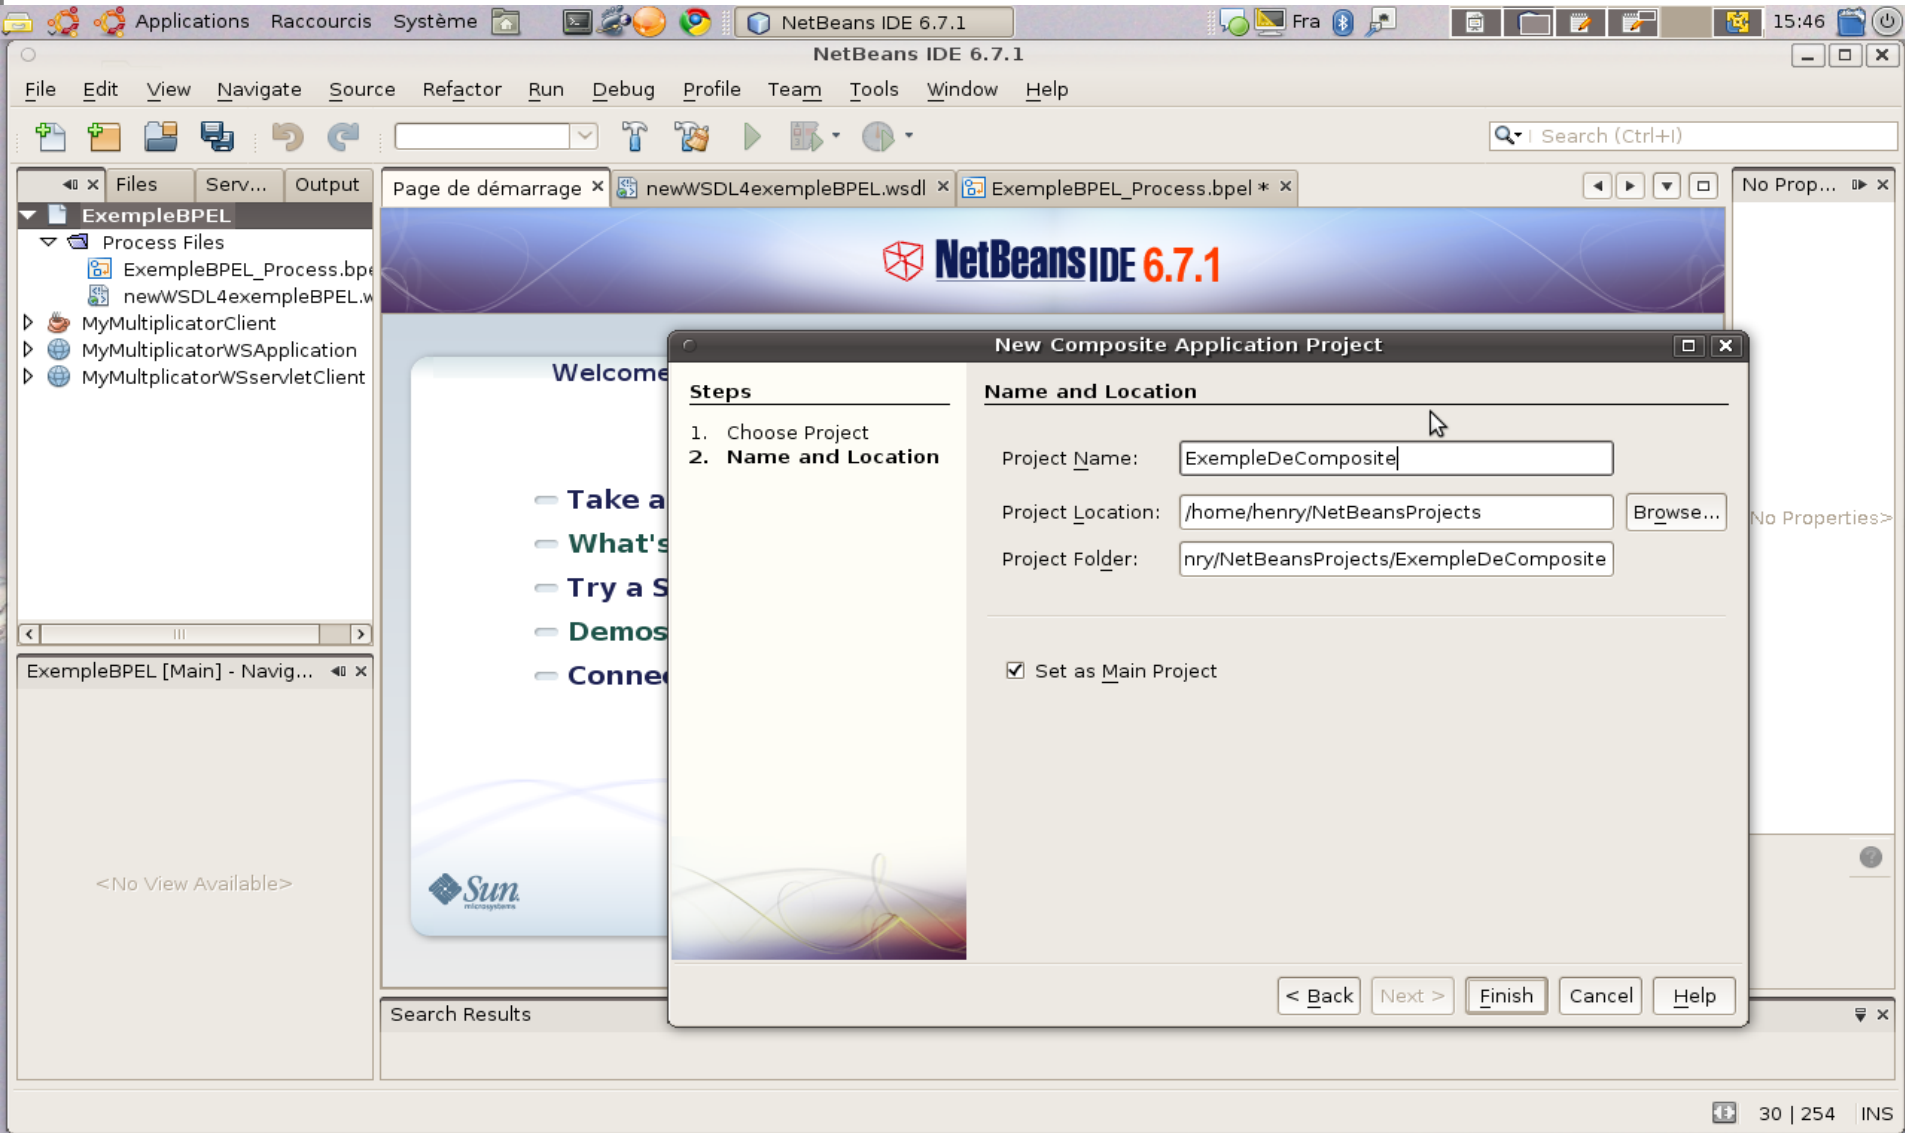 Applications Raccourcis Système NetBeans IDE 6.7.1 Fra 15:46
NetBeans IDE 6.7.1
File Edit View Navigate Source Refactor Run Debug Profile Team Tools Window Help
Search (Ctrl+I)
Files Serv... Output Page de démarrage newWSDL4exempleBPEL.wsdl ExempleBPEL_Process.bpel * No Prop...
ExempleBPEL
Process Files
ExempleBPEL_Process.bpe
newWSDL4exempleBPEL.w
MyMultiplicatorClient
MyMultiplicatorWSApplication
MyMultplicatorWSservletClient
NetBeans IDE 6.7.1
Welcome
Take a
What's
Try a S
Demos
Connec
Sun
microsystems
New Composite Application Project
Steps
1. Choose Project
2. Name and Location
Name and Location
Project Name: ExempleDeComposite
Project Location: /home/henry/NetBeansProjects Browse...
Project Folder: nry/NetBeansProjects/ExempleDeComposite
Set as Main Project
< Back Next > Finish Cancel Help
No Properties>
ExempleBPEL [Main] - Navig...
<No View Available>
Search Results
30 | 254 INS